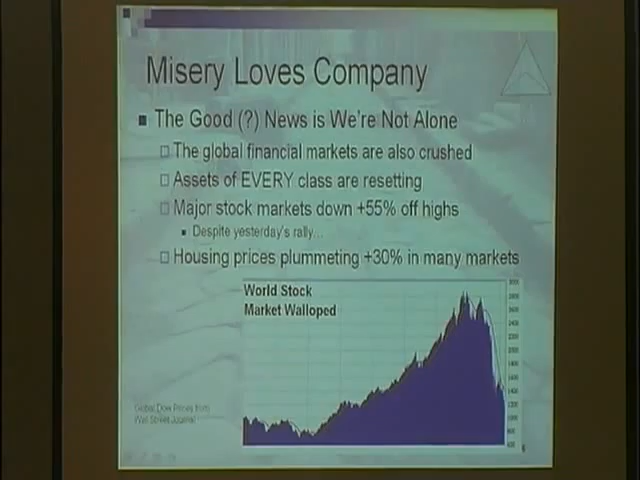 Misery Loves Company
The Good (?) News is We're Not Alone
The global financial markets are also crushed
Assets of EVERY class are resetting
Major stock markets down +55% off highs
Despite yesterday's rally...
Housing prices plummeting +30% in many markets
World Stock
Market Walloped
Global Dow Prices from
Wall Street Journal